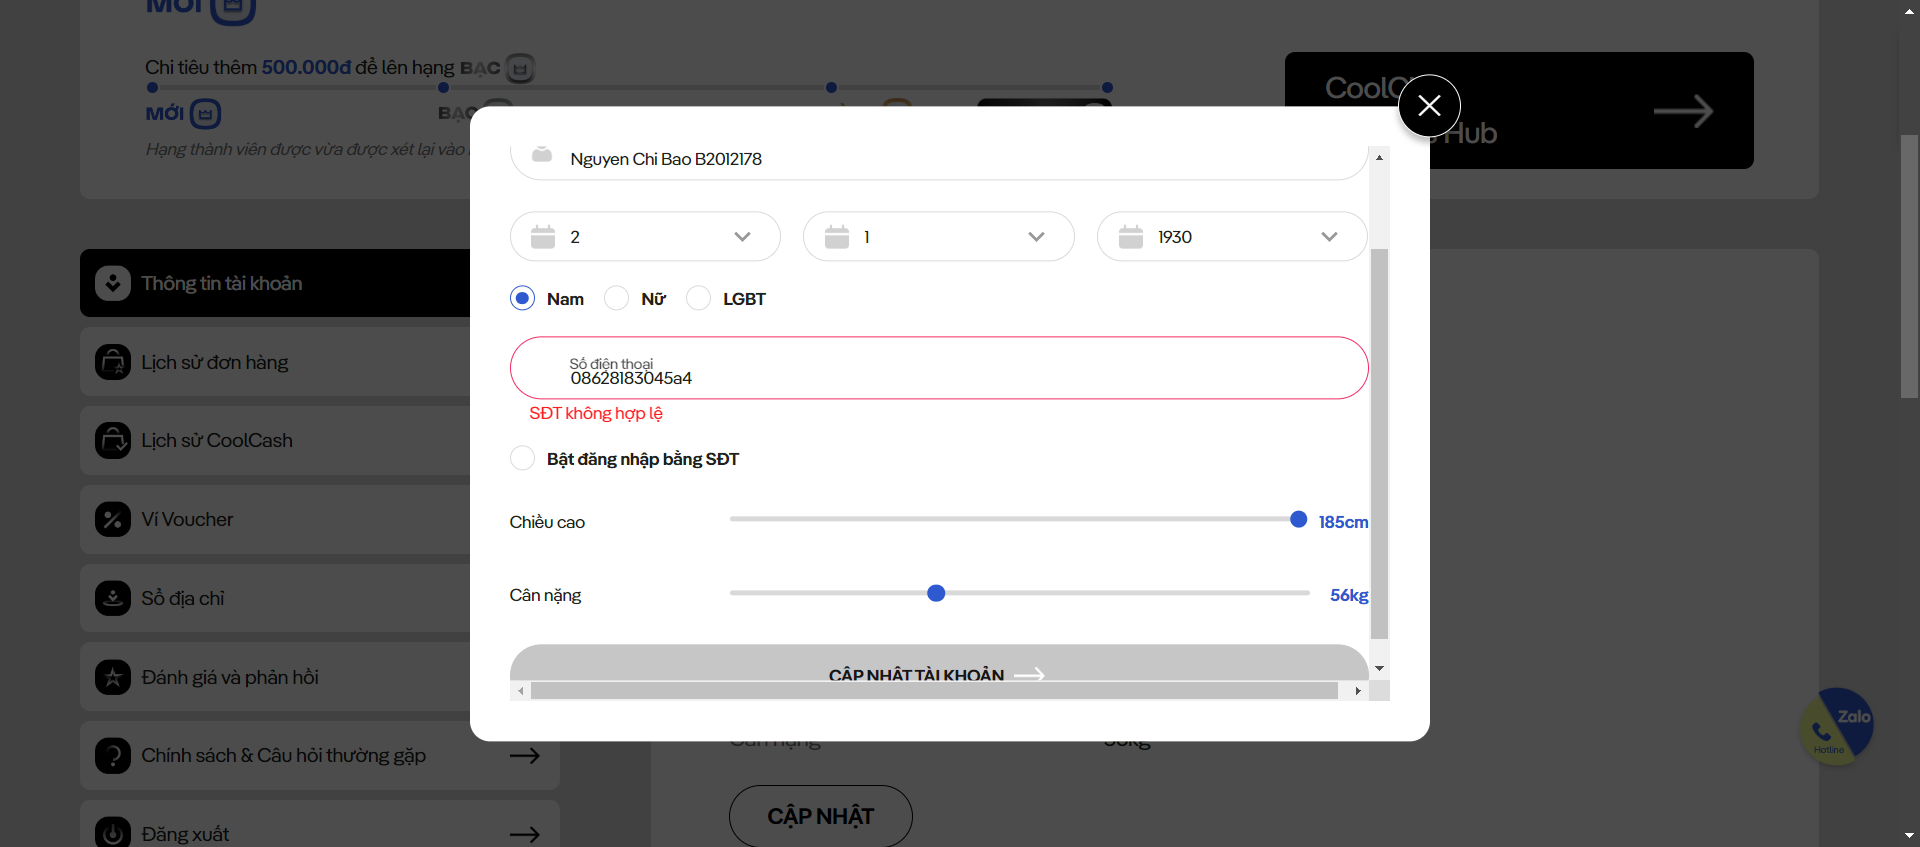 MỚI
Chi tiêu thêm 500.000đ để lên hạng BẠC
MỚI
BẠC
Hạng thành viên được vừa được xét lại vào
Hub
Nguyen Chi Bao B2012178
2
1
1930
Nam
Nữ
LGBT
Số điện thoại
08628183045a4
SĐT không hợp lệ
Bật đăng nhập bằng SĐT
Chiều cao
185cm
Cân nặng
56kg
CẬP NHẬT TÀI KHOẢN
Thông tin tài khoản
Lịch sử đơn hàng
Lịch sử CoolCash
Ví Voucher
Sổ địa chỉ
Đánh giá và phản hồi
Chính sách & Câu hỏi thường gặp
Đăng xuất
Cân nặng
56kg
CẬP NHẬT
Zalo
Hotline